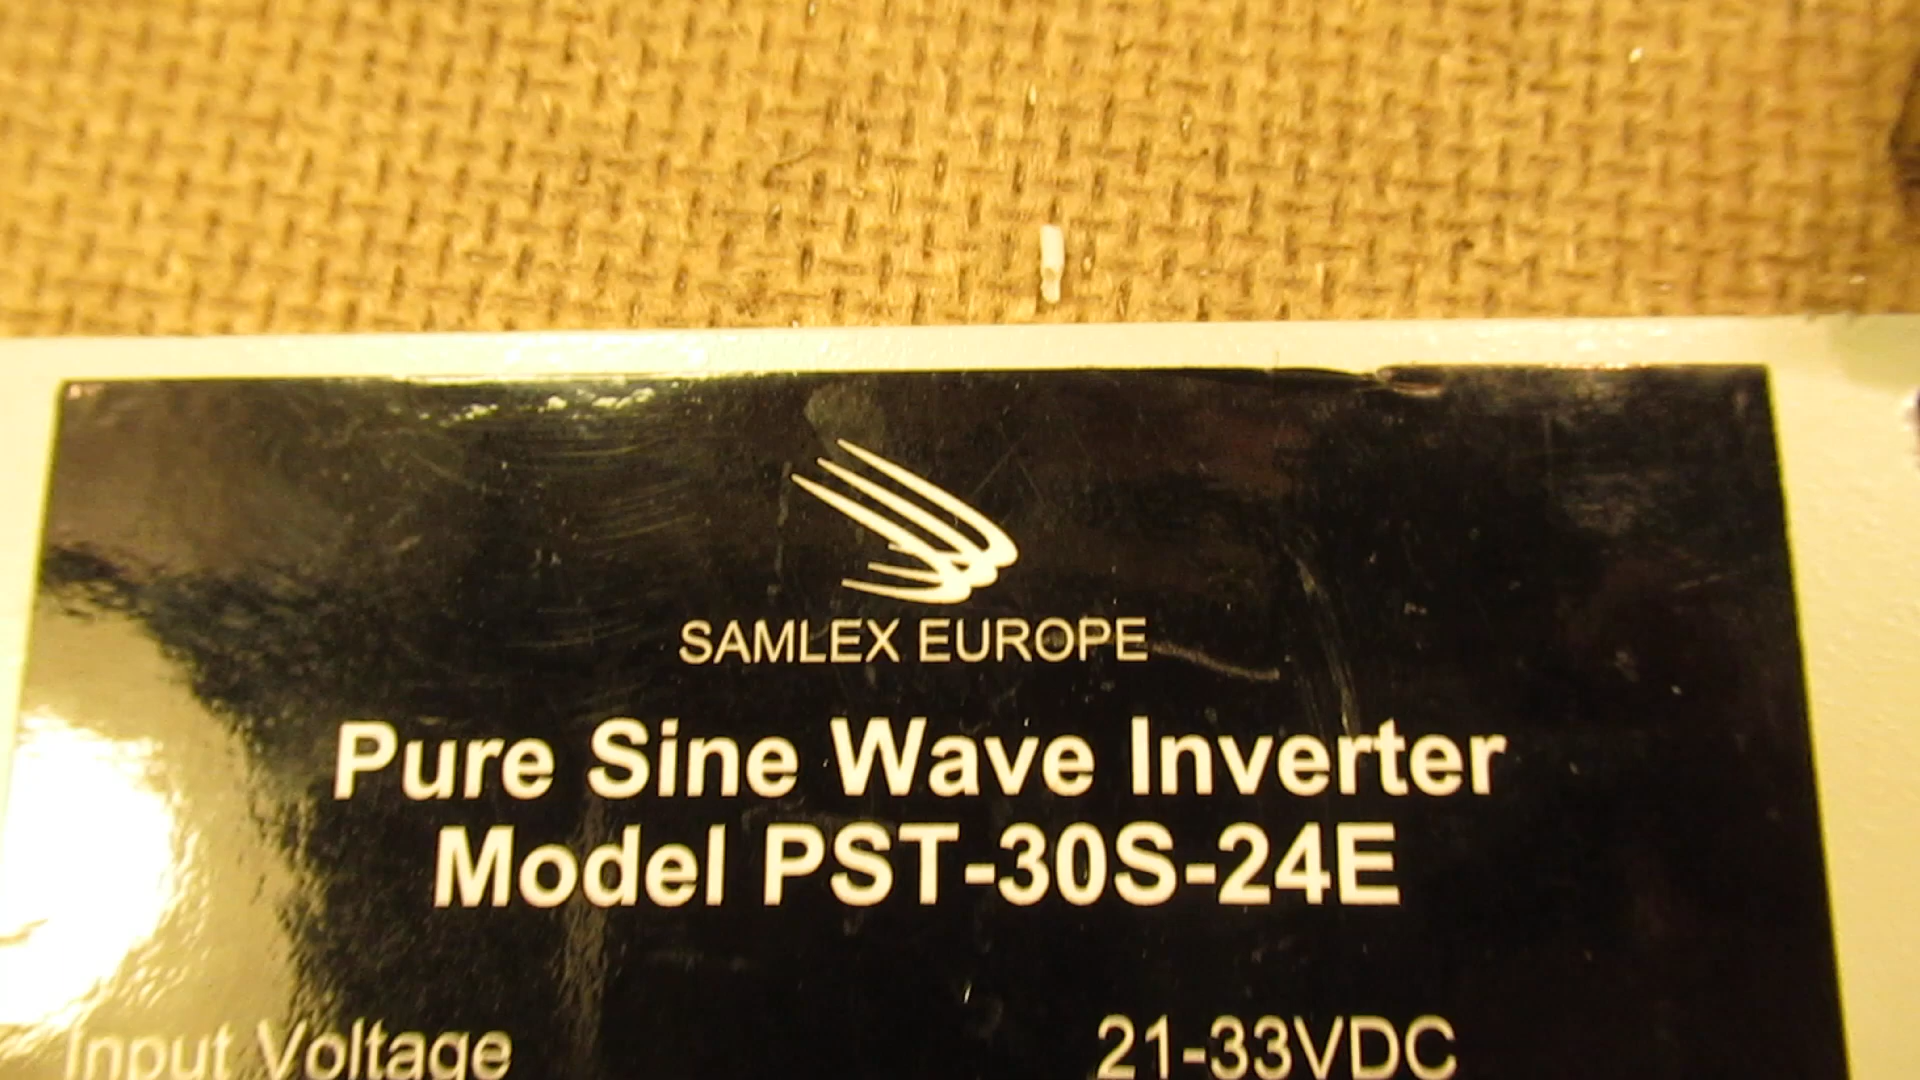 SAMLEX EUROPE
Pure Sine Wave Inverter
Model PST-30S-24E
Input Voltage 21-33VDC